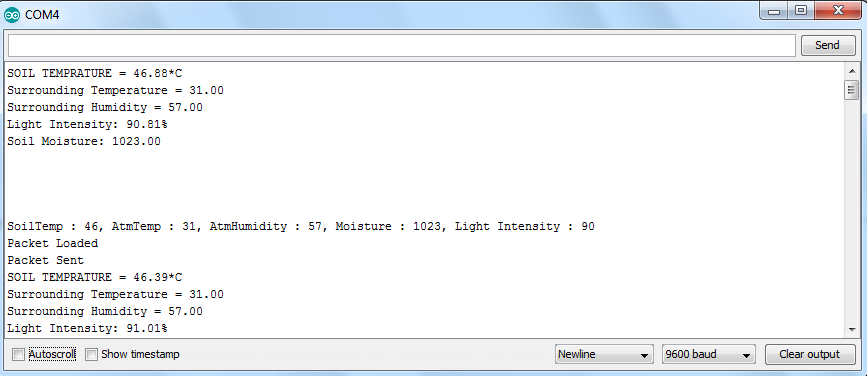 COM4
Send
SOIL TEMPRATURE = 46.88*C
Surrounding Temperature = 31.00
Surrounding Humidity = 57.00
Light Intensity: 90.81%
Soil Moisture: 1023.00
SoilTemp : 46, AtmTemp : 31, AtmHumidity : 57, Moisture : 1023, Light Intensity : 90
Packet Loaded
Packet Sent
SOIL TEMPRATURE = 46.39*C
Surrounding Temperature = 31.00
Surrounding Humidity = 57.00
Light Intensity: 91.01%
Autoscroll Show timestamp Newline 9600 baud Clear output